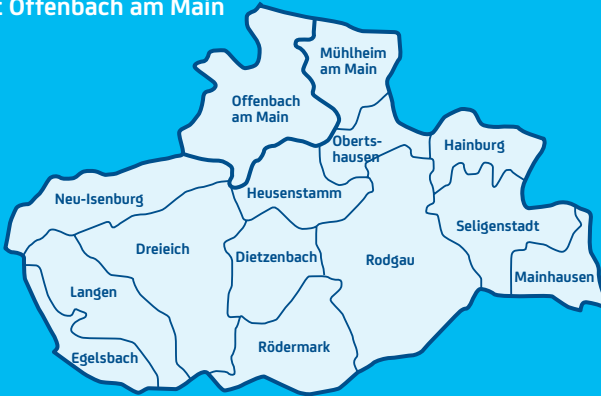 t Offenbach am Main
Mühlheim
am Main
Offenbach
am Main
Oberts-
hausen
Hainburg
Neu-Isenburg
Heusenstamm
Seligenstadt
Dreieich
Dietzenbach
Rodgau
Mainhausen
Langen
Rödermark
Egelsbach